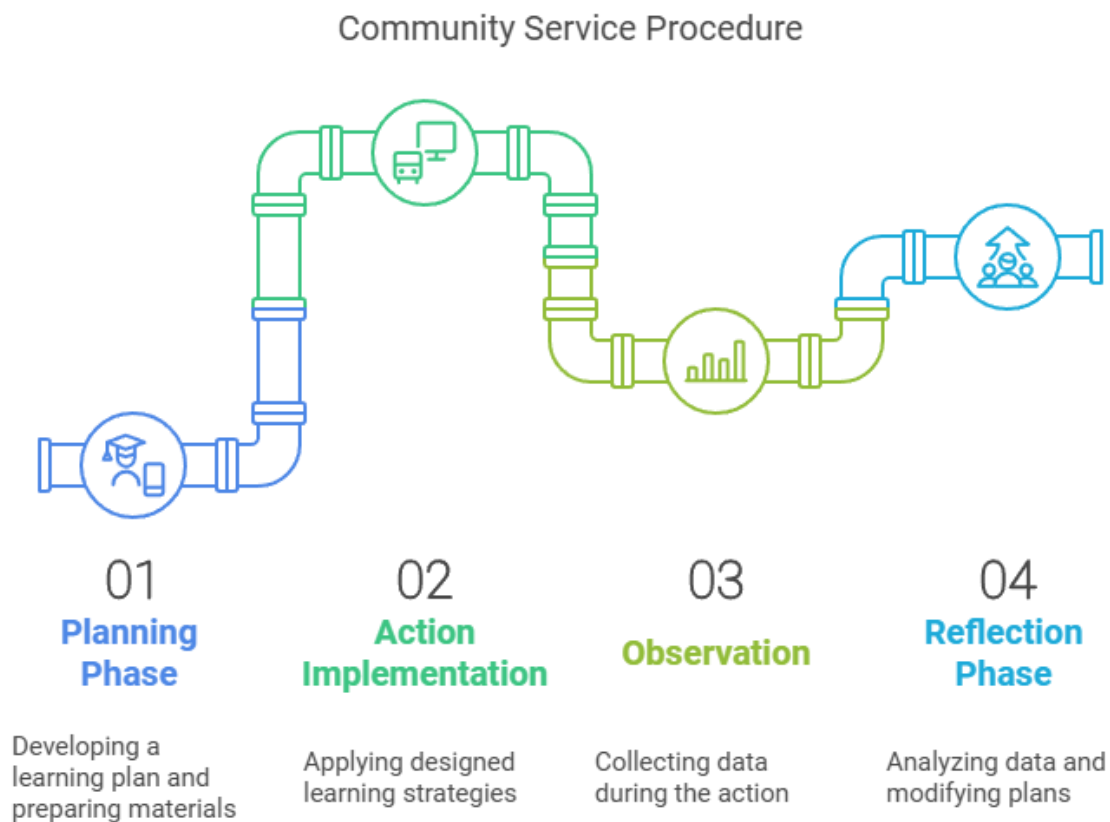 Community Service Procedure
01
Planning
Phase
Developing a
learning plan and
preparing materials
02
Action
Implementation
Applying designed
learning strategies
03
Observation
Collecting data
during the action
04
Reflection
Phase
Analyzing data and
modifying plans